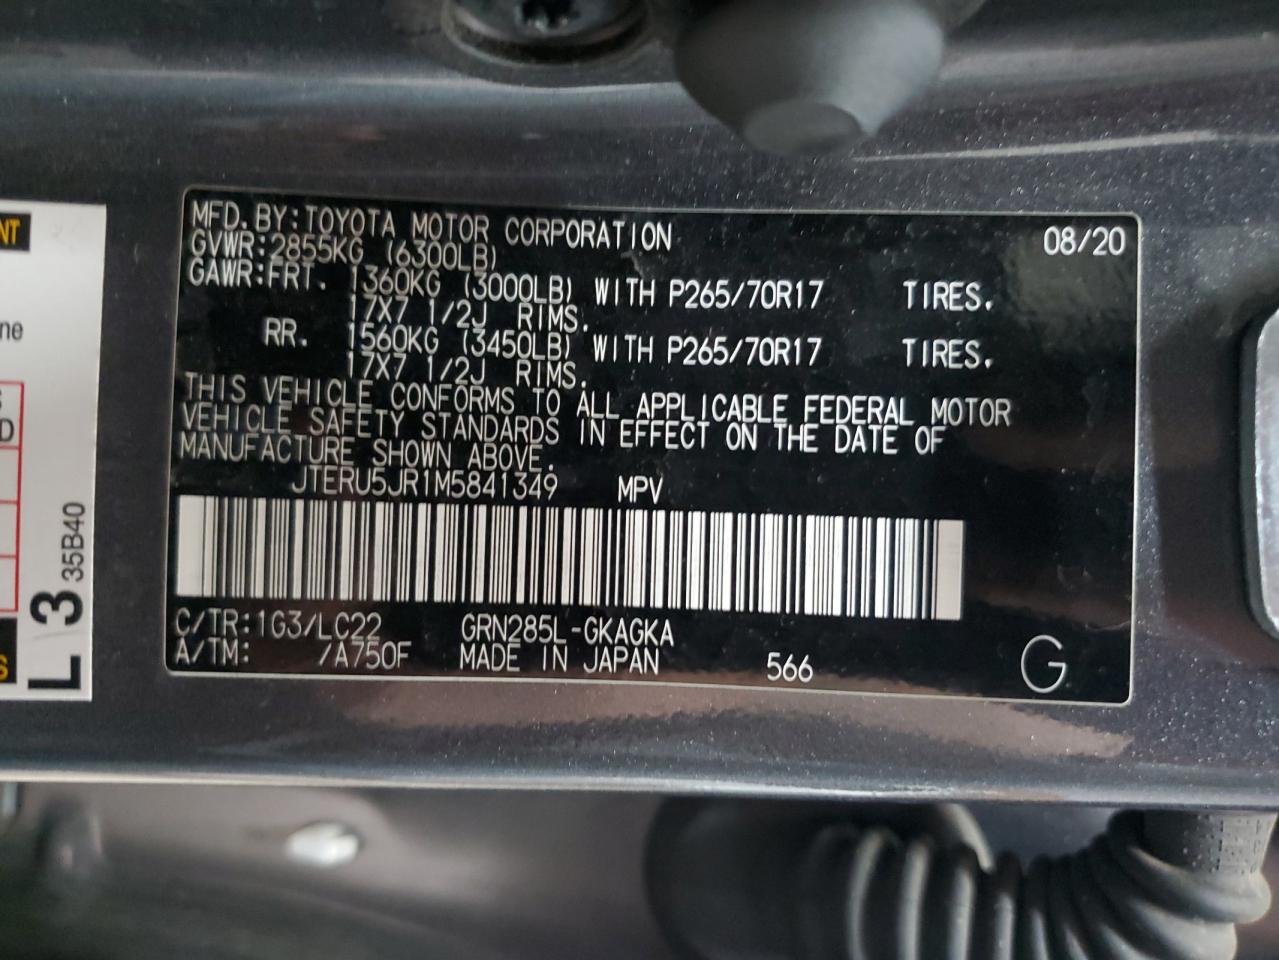 MFD.BY:TOYOTA MOTOR CORPORATION 08/20
GVWR:2855KG (6300LB)
GAWR:FRT. 1360KG (3000LB) WITH P265/70R17 TIRES.
17X7 1/2J RIMS.
RR. 1560KG (3450LB) WITH P265/70R17 TIRES.
17X7 1/2J RIMS.
THIS VEHICLE CONFORMS TO ALL APPLICABLE FEDERAL MOTOR
VEHICLE SAFETY STANDARDS IN EFFECT ON THE DATE OF
MANUFACTURE SHOWN ABOVE.
JTERU5JR1M5841349 MPV
C/TR:1G3/LC22 GRN285L-GKAGKA
A/TM: /A750F MADE IN JAPAN 566 G
L3
35B40